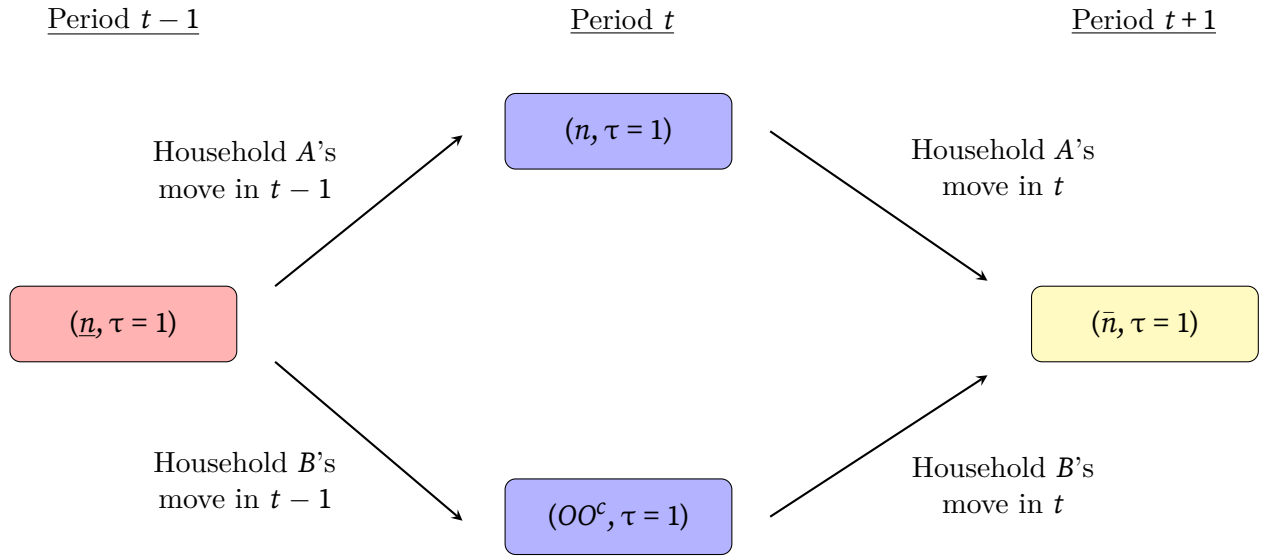 Period t − 1
Period t
Period t + 1
(n, τ = 1)
Household A's
move in t − 1
Household A's
move in t
(n̲, τ = 1)
(n̄, τ = 1)
Household B's
move in t − 1
Household B's
move in t
(OOᶜ, τ = 1)